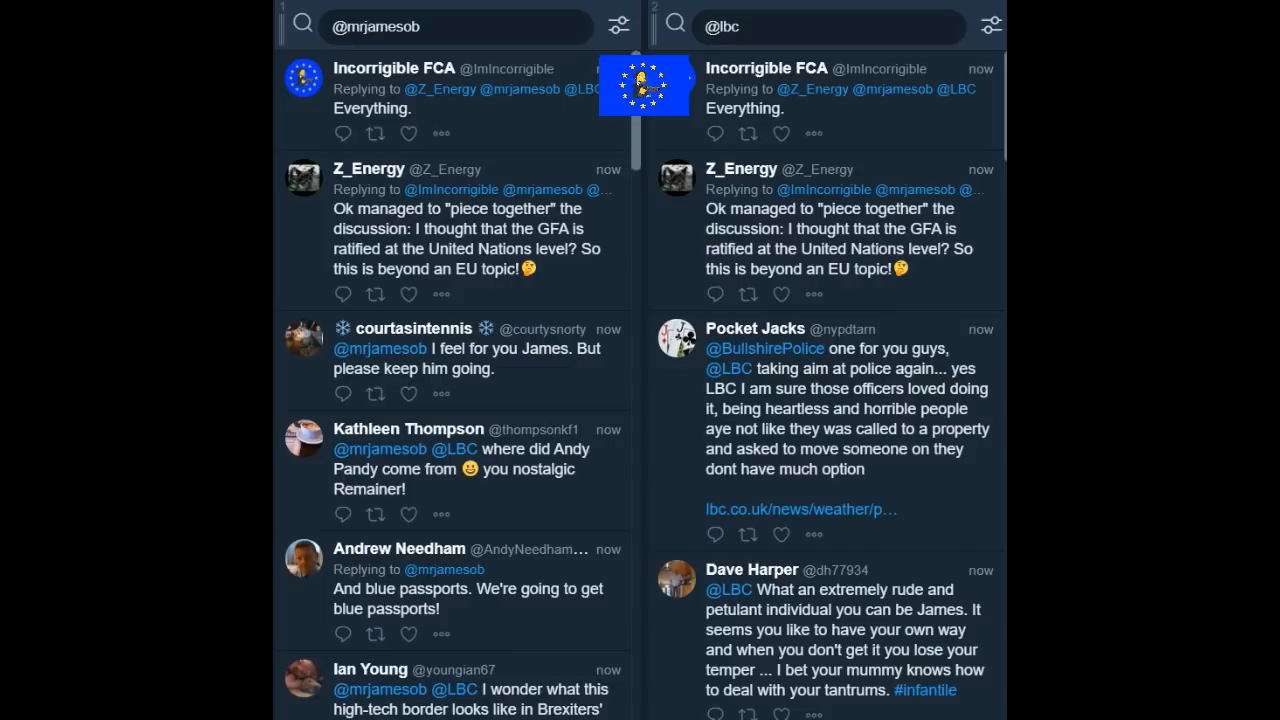 1
@mrjamesob
Incorrigible FCA @ImIncorrigible
Replying to @Z_Energy @mrjamesob @LBC
Everything.
Z_Energy @Z_Energy now
Replying to @ImIncorrigible @mrjamesob @...
Ok managed to "piece together" the
discussion: I thought that the GFA is
ratified at the United Nations level? So
this is beyond an EU topic!🤔
❄️ courtasintennis ❄️ @courtysnorty now
@mrjamesob I feel for you James. But
please keep him going.
Kathleen Thompson @thompsonkf1 now
@mrjamesob @LBC where did Andy
Pandy come from 😀 you nostalgic
Remainer!
Andrew Needham @AndyNeedham... now
Replying to @mrjamesob
And blue passports. We're going to get
blue passports!
Ian Young @youngian67 now
@mrjamesob @LBC I wonder what this
high-tech border looks like in Brexiters'
2
@lbc
Incorrigible FCA @ImIncorrigible now
Replying to @Z_Energy @mrjamesob @LBC
Everything.
Z_Energy @Z_Energy now
Replying to @ImIncorrigible @mrjamesob @...
Ok managed to "piece together" the
discussion: I thought that the GFA is
ratified at the United Nations level? So
this is beyond an EU topic!🤔
Pocket Jacks @nypdtarn now
@BullshirePolice one for you guys,
@LBC taking aim at police again... yes
LBC I am sure those officers loved doing
it, being heartless and horrible people
aye not like they was called to a property
and asked to move someone on they
dont have much option
lbc.co.uk/news/weather/p…
Dave Harper @dh77934 now
@LBC What an extremely rude and
petulant individual you can be James. It
seems you like to have your own way
and when you don't get it you lose your
temper ... I bet your mummy knows how
to deal with your tantrums. #infantile